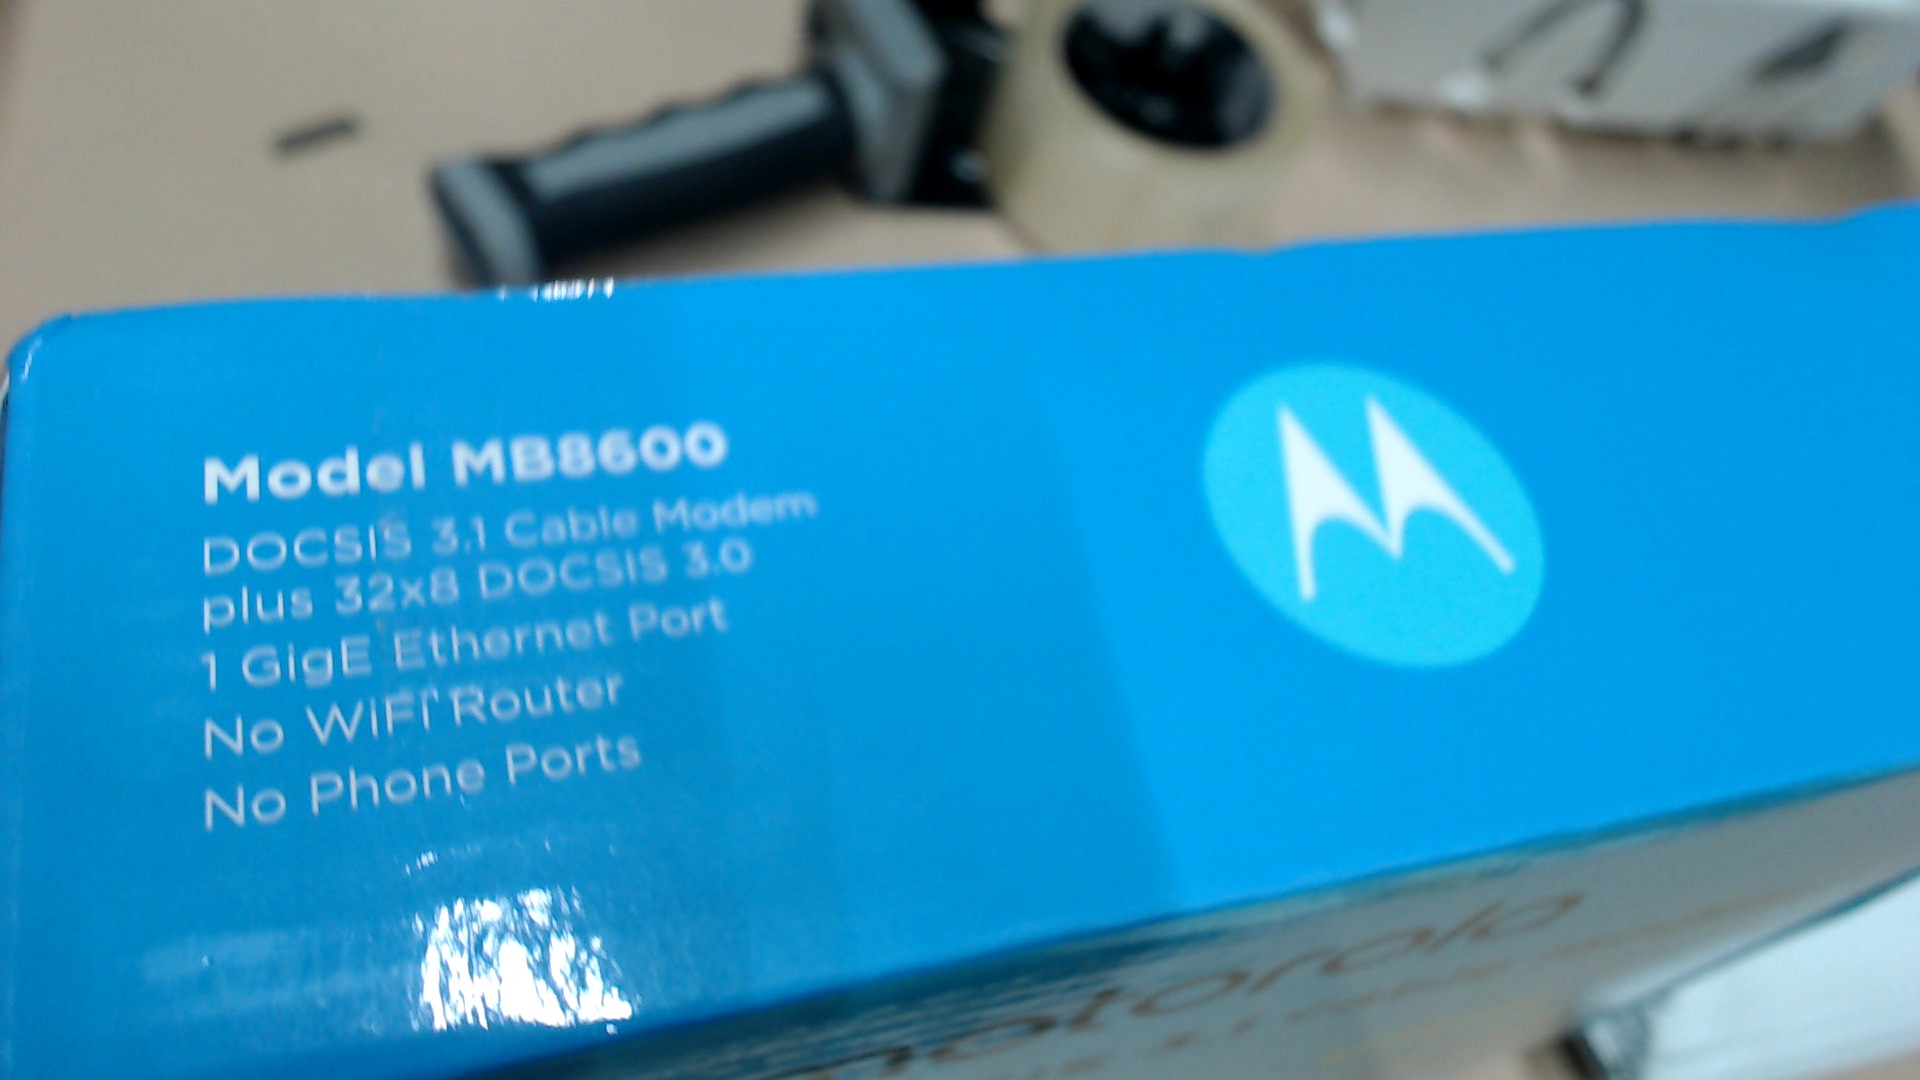 Model MB8600
DOCSIS 3.1 Cable Modem
plus 32x8 DOCSIS 3.0
1 GigE Ethernet Port
No WiFi Router
No Phone Ports
motorola